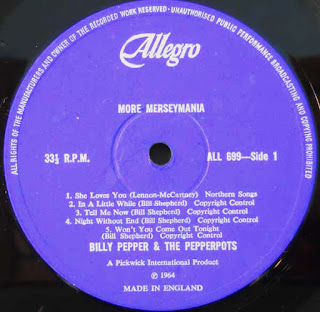 ALL RIGHTS OF THE MANUFACTURERS AND OWNER OF THE RECORDED WORK RESERVED · UNAUTHORISED PUBLIC PERFORMANCE BROADCASTING AND COPYING PROHIBITED
Allegro
MORE MERSEYMANIA
33⅓ R.P.M. ALL 699—Side 1
1. She Loves You (Lennon-McCartney) Northern Songs
2. In A Little While (Bill Shepherd) Copyright Control
3. Tell Me Now (Bill Shepherd) Copyright Control
4. Night Without End (Bill Shepherd) Copyright Control
5. Won't You Come Out Tonight
(Bill Shepherd) Copyright Control
BILLY PEPPER & THE PEPPERPOTS
A Pickwick International Product
℗ 1964
MADE IN ENGLAND